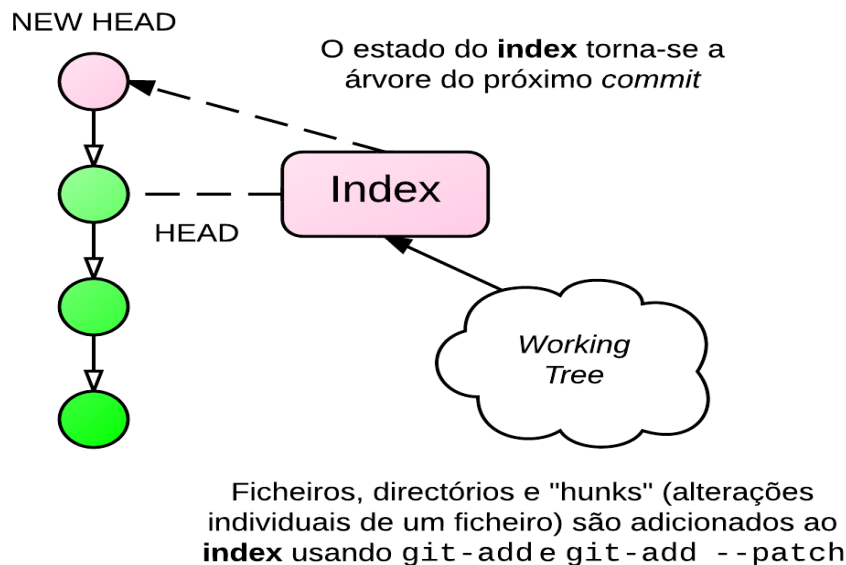 NEW HEAD
O estado do index torna-se a
árvore do próximo commit
Index
HEAD
Working
Tree
Ficheiros, directórios e "hunks" (alterações
individuais de um ficheiro) são adicionados ao
index usando git-add e git-add --patch